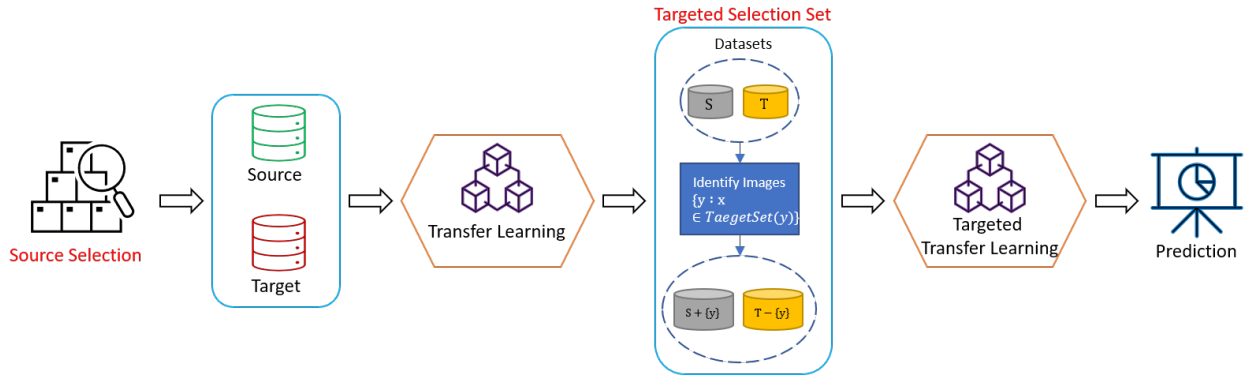 Targeted Selection Set
Datasets
S
T
Source
Identify Images
{y : x
∈ TaegetSet(y)}
Transfer Learning
Targeted
Transfer Learning
Source Selection
Prediction
Target
S + {y}
T − {y}